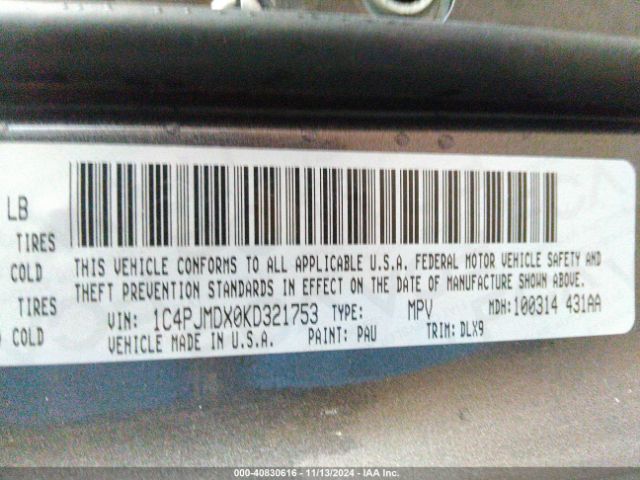 LB
TIRES
COLD
TIRES
COLD
THIS VEHICLE CONFORMS TO ALL APPLICABLE U.S.A. FEDERAL MOTOR VEHICLE SAFETY AND
THEFT PREVENTION STANDARDS IN EFFECT ON THE DATE OF MANUFACTURE SHOWN ABOVE.
VIN: 1C4PJMDX0KD321753 TYPE: MPV MDH:100314 431AA
VEHICLE MADE IN U.S.A. PAINT: PAU TRIM: DLX9
000-40830616 - 11/13/2024 - IAA Inc.